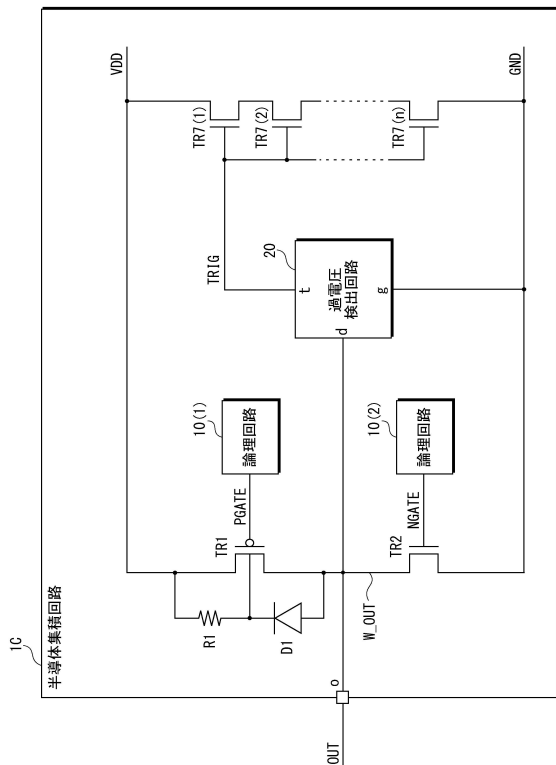 1C
半導体集積回路
VDD
GND
TR7(1)
TR7(2)
TR7(n)
TRIG
20
過電圧
検出回路
t
d
g
10(1)
論理回路
PGATE
TR1
R1
D1
10(2)
論理回路
NGATE
TR2
W_OUT
o
OUT